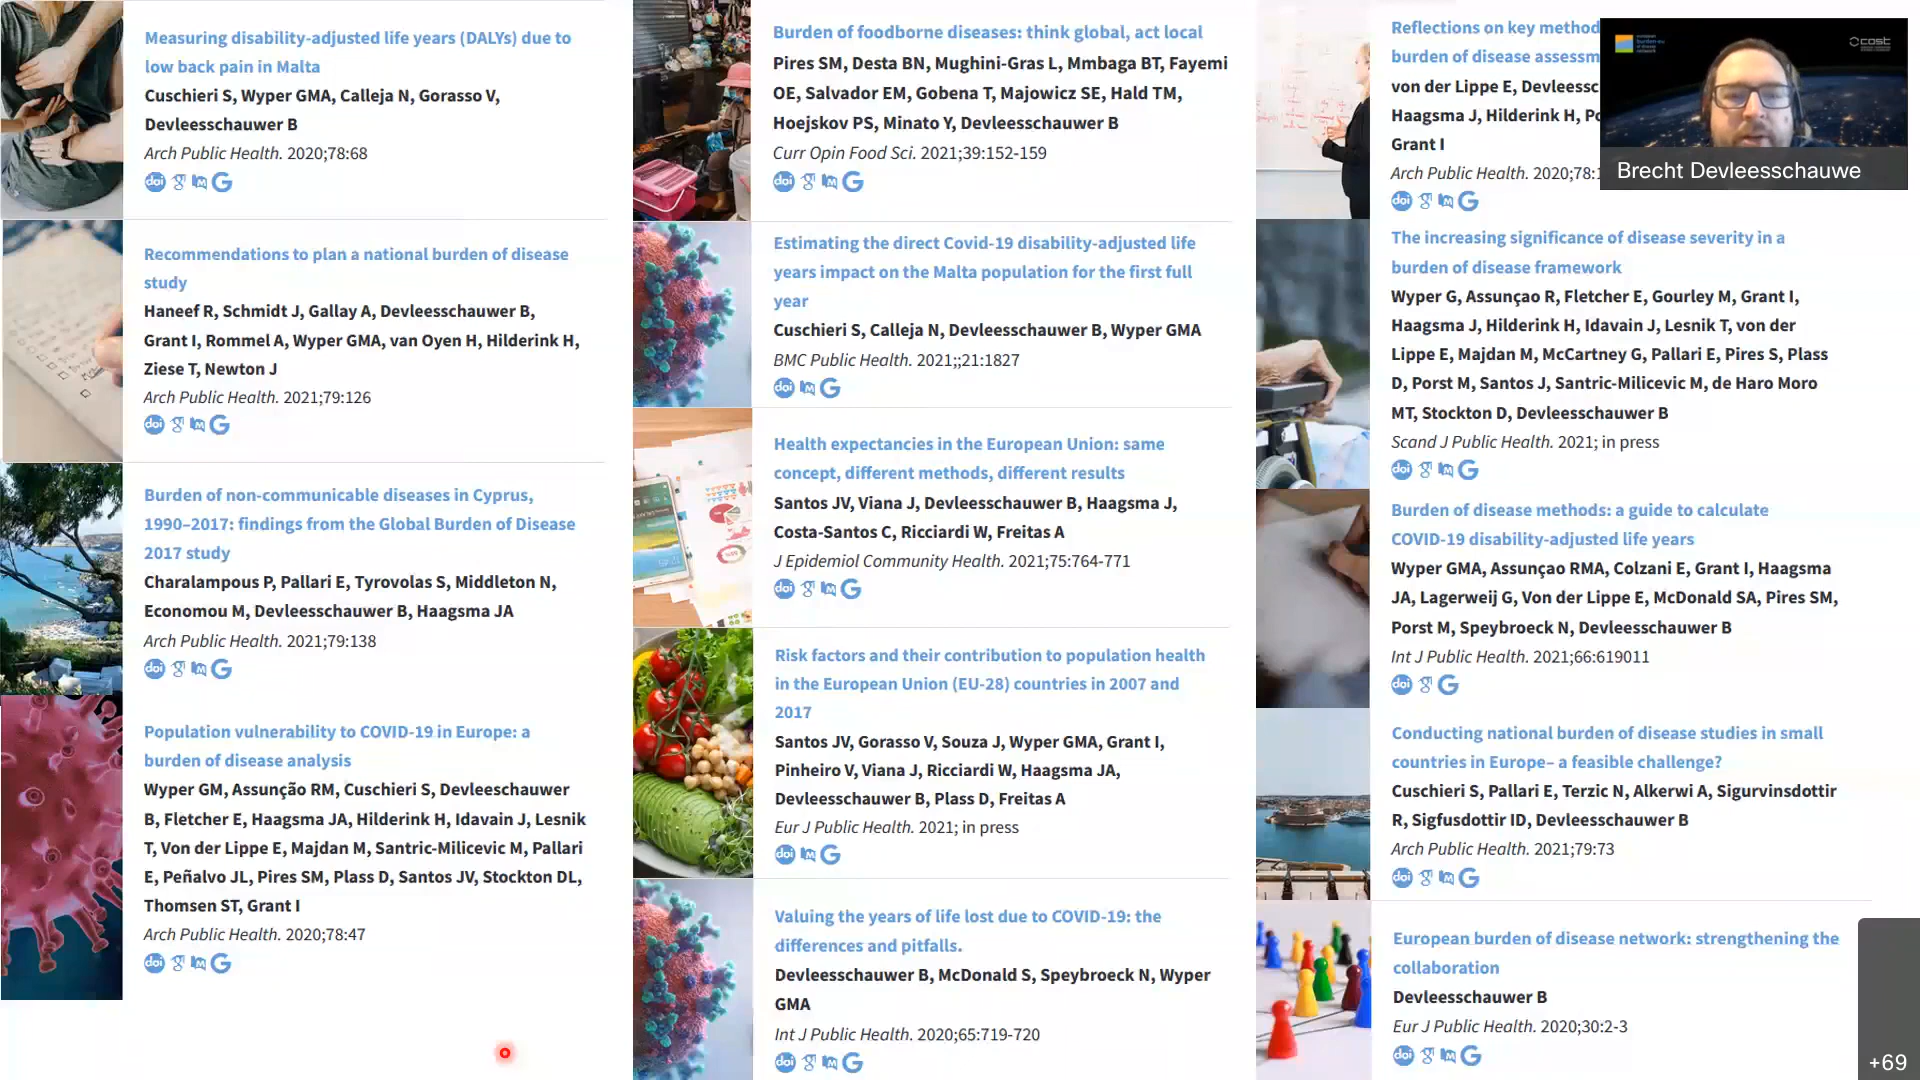 Measuring disability-adjusted life years (DALYs) due to
low back pain in Malta
Cuschieri S, Wyper GMA, Calleja N, Gorasso V,
Devleesschauwer B
Arch Public Health. 2020;78:68
doi
Recommendations to plan a national burden of disease
study
Haneef R, Schmidt J, Gallay A, Devleesschauwer B,
Grant I, Rommel A, Wyper GMA, van Oyen H, Hilderink H,
Ziese T, Newton J
Arch Public Health. 2021;79:126
doi
Burden of non-communicable diseases in Cyprus,
1990–2017: findings from the Global Burden of Disease
2017 study
Charalampous P, Pallari E, Tyrovolas S, Middleton N,
Economou M, Devleesschauwer B, Haagsma JA
Arch Public Health. 2021;79:138
doi
Population vulnerability to COVID-19 in Europe: a
burden of disease analysis
Wyper GM, Assunção RM, Cuschieri S, Devleeschauwer
B, Fletcher E, Haagsma JA, Hilderink H, Idavain J, Lesnik
T, Von der Lippe E, Majdan M, Santric-Milicevic M, Pallari
E, Peñalvo JL, Pires SM, Plass D, Santos JV, Stockton DL,
Thomsen ST, Grant I
Arch Public Health. 2020;78:47
doi
Burden of foodborne diseases: think global, act local
Pires SM, Desta BN, Mughini-Gras L, Mmbaga BT, Fayemi
OE, Salvador EM, Gobena T, Majowicz SE, Hald TM,
Hoejskov PS, Minato Y, Devleesschauwer B
Curr Opin Food Sci. 2021;39:152-159
doi
Estimating the direct Covid-19 disability-adjusted life
years impact on the Malta population for the first full
year
Cuschieri S, Calleja N, Devleesschauwer B, Wyper GMA
BMC Public Health. 2021;;21:1827
doi
Health expectancies in the European Union: same
concept, different methods, different results
Santos JV, Viana J, Devleesschauwer B, Haagsma J,
Costa-Santos C, Ricciardi W, Freitas A
J Epidemiol Community Health. 2021;75:764-771
doi
Risk factors and their contribution to population health
in the European Union (EU-28) countries in 2007 and
2017
Santos JV, Gorasso V, Souza J, Wyper GMA, Grant I,
Pinheiro V, Viana J, Ricciardi W, Haagsma JA,
Devleesschauwer B, Plass D, Freitas A
Eur J Public Health. 2021; in press
doi
Valuing the years of life lost due to COVID-19: the
differences and pitfalls.
Devleesschauwer B, McDonald S, Speybroeck N, Wyper
GMA
Int J Public Health. 2020;65:719-720
doi
Reflections on key method
burden of disease assessm
von der Lippe E, Devleessc
Haagsma J, Hilderink H, Po
Grant I
Arch Public Health. 2020;78:1
doi
cost
Brecht Devleesschauwe
The increasing significance of disease severity in a
burden of disease framework
Wyper G, Assunçao R, Fletcher E, Gourley M, Grant I,
Haagsma J, Hilderink H, Idavain J, Lesnik T, von der
Lippe E, Majdan M, McCartney G, Pallari E, Pires S, Plass
D, Porst M, Santos J, Santric-Milicevic M, de Haro Moro
MT, Stockton D, Devleesschauwer B
Scand J Public Health. 2021; in press
doi
Burden of disease methods: a guide to calculate
COVID-19 disability-adjusted life years
Wyper GMA, Assunçao RMA, Colzani E, Grant I, Haagsma
JA, Lagerweij G, Von der Lippe E, McDonald SA, Pires SM,
Porst M, Speybroeck N, Devleesschauwer B
Int J Public Health. 2021;66:619011
doi
Conducting national burden of disease studies in small
countries in Europe– a feasible challenge?
Cuschieri S, Pallari E, Terzic N, Alkerwi A, Sigurvinsdottir
R, Sigfusdottir ID, Devleesschauwer B
Arch Public Health. 2021;79:73
doi
European burden of disease network: strengthening the
collaboration
Devleesschauwer B
Eur J Public Health. 2020;30:2-3
doi
+69